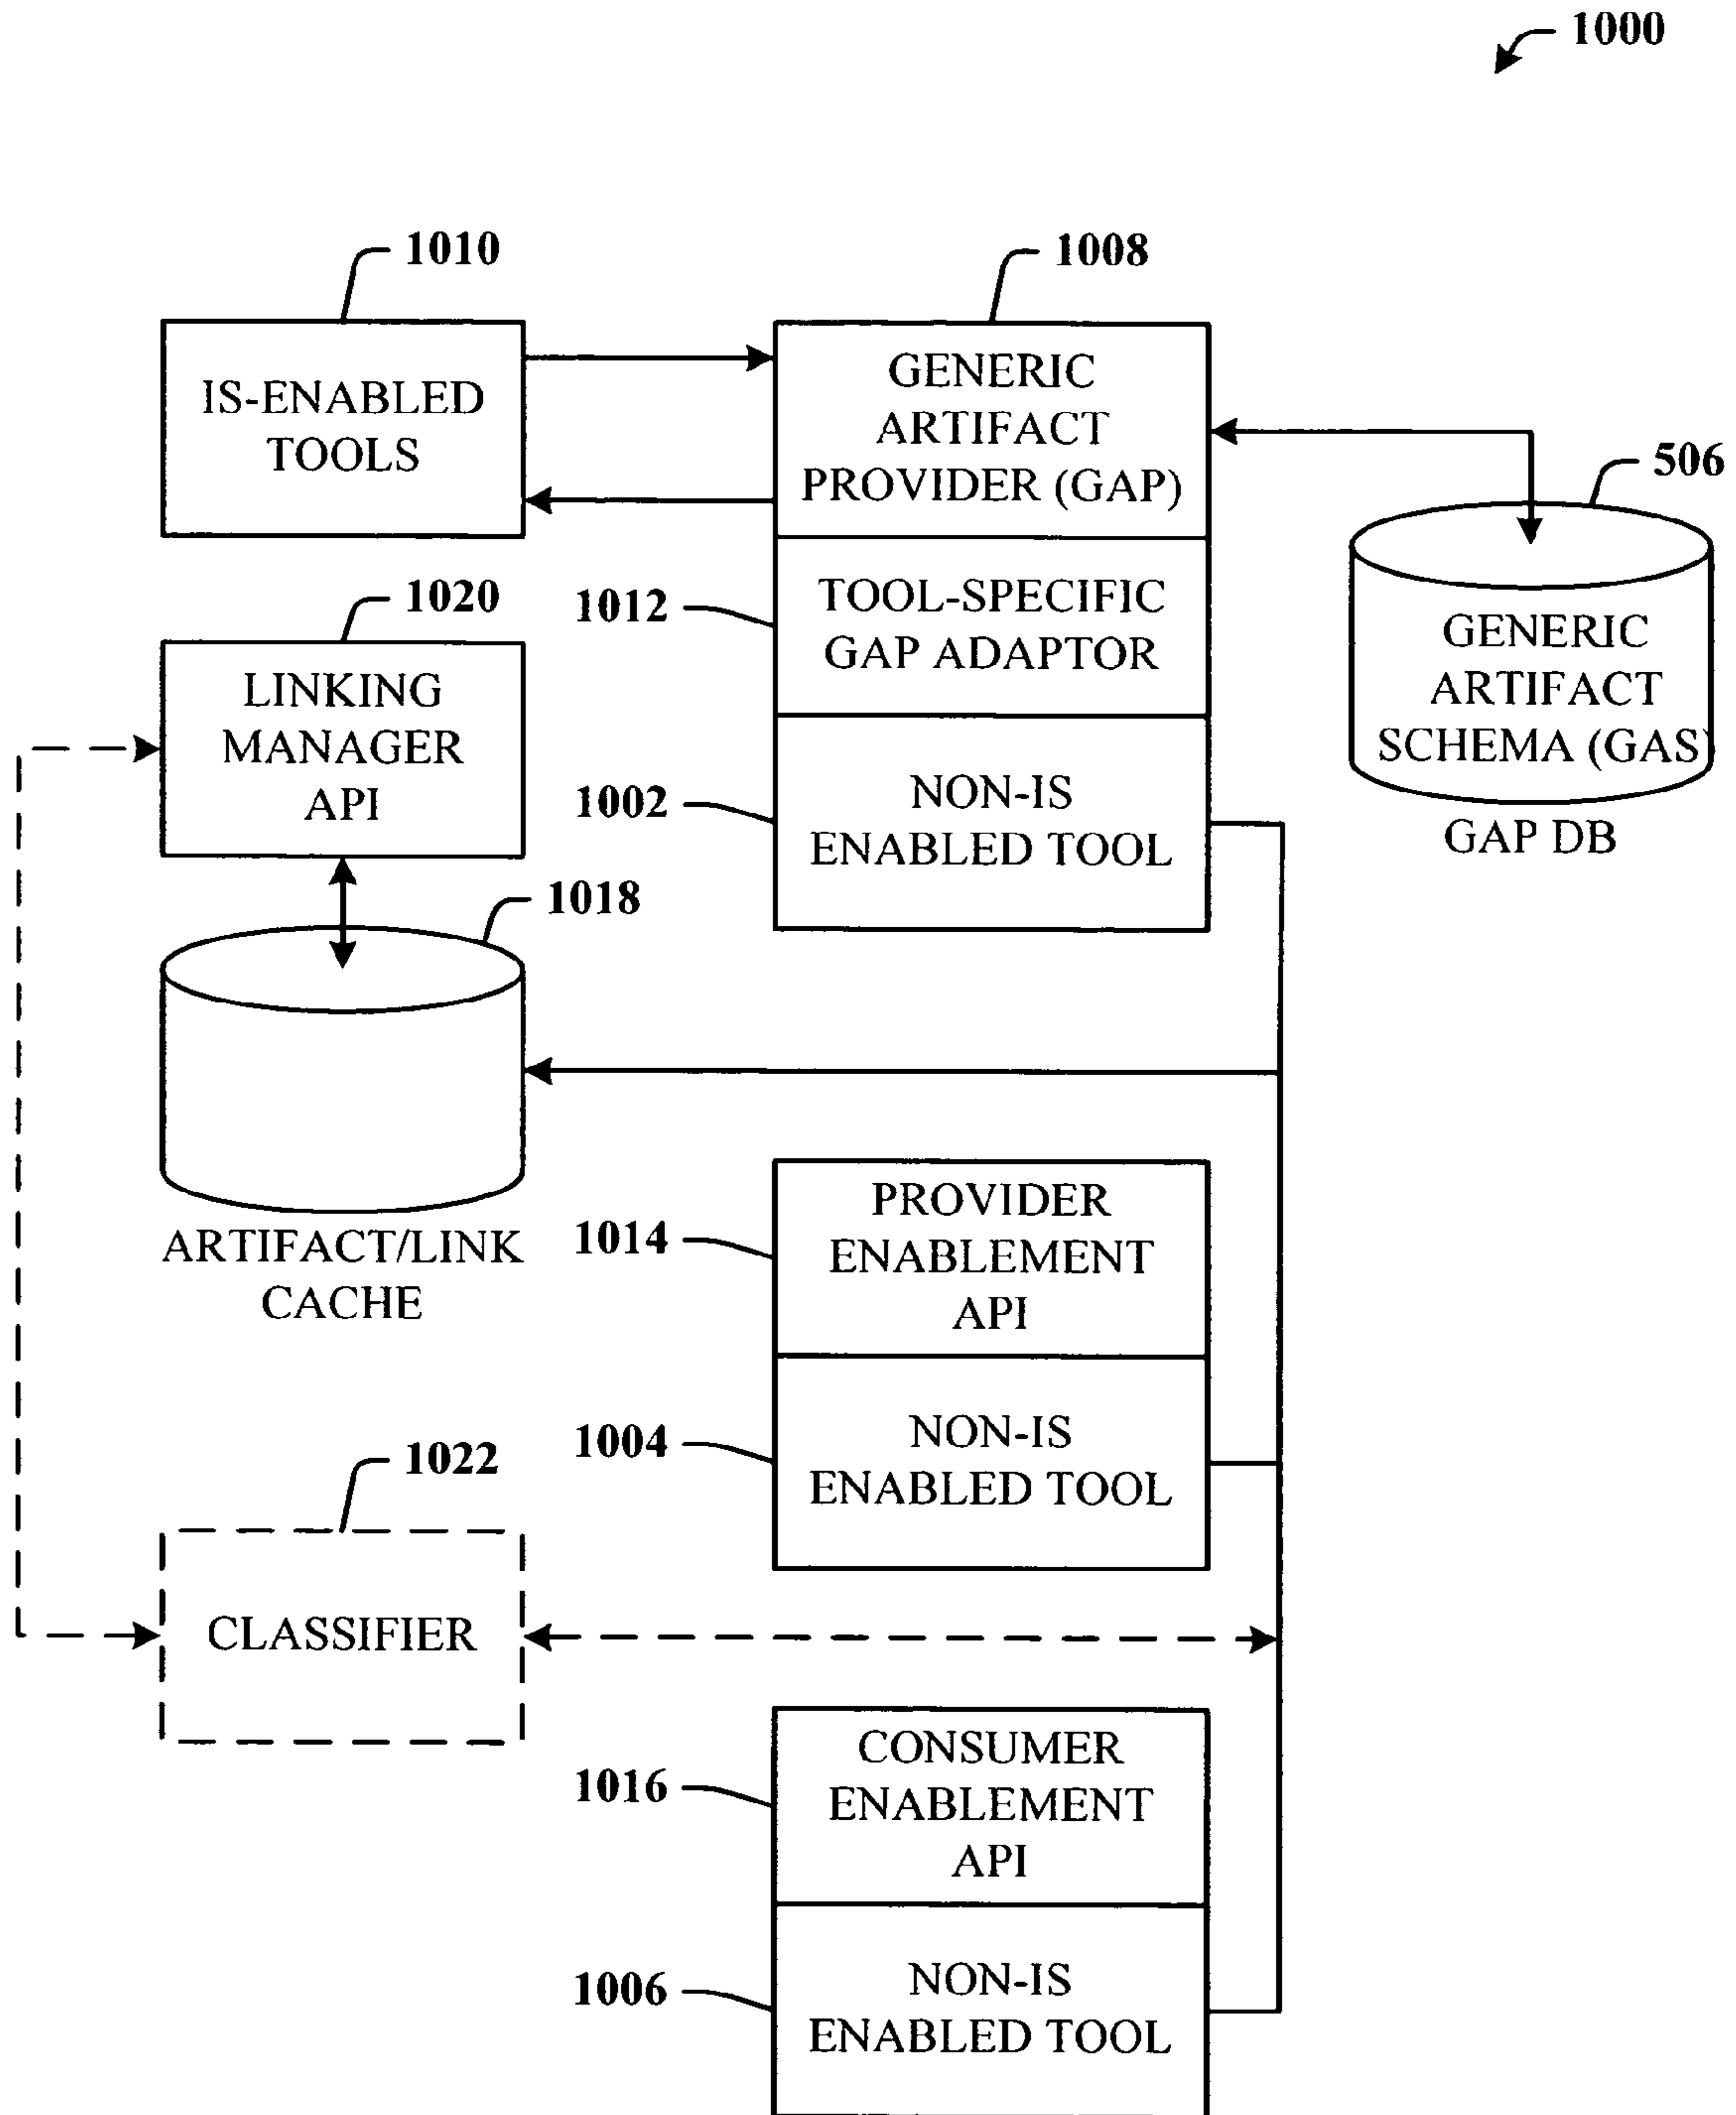 1000
1010
1008
IS-ENABLED
TOOLS
GENERIC
ARTIFACT
PROVIDER (GAP)
506
1020
1012
TOOL-SPECIFIC
GAP ADAPTOR
GENERIC
ARTIFACT
SCHEMA (GAS)
GAP DB
LINKING
MANAGER
API
1002
NON-IS
ENABLED TOOL
1018
ARTIFACT/LINK
CACHE
1014
PROVIDER
ENABLEMENT
API
1004
NON-IS
ENABLED TOOL
1022
CLASSIFIER
1016
CONSUMER
ENABLEMENT
API
1006
NON-IS
ENABLED TOOL